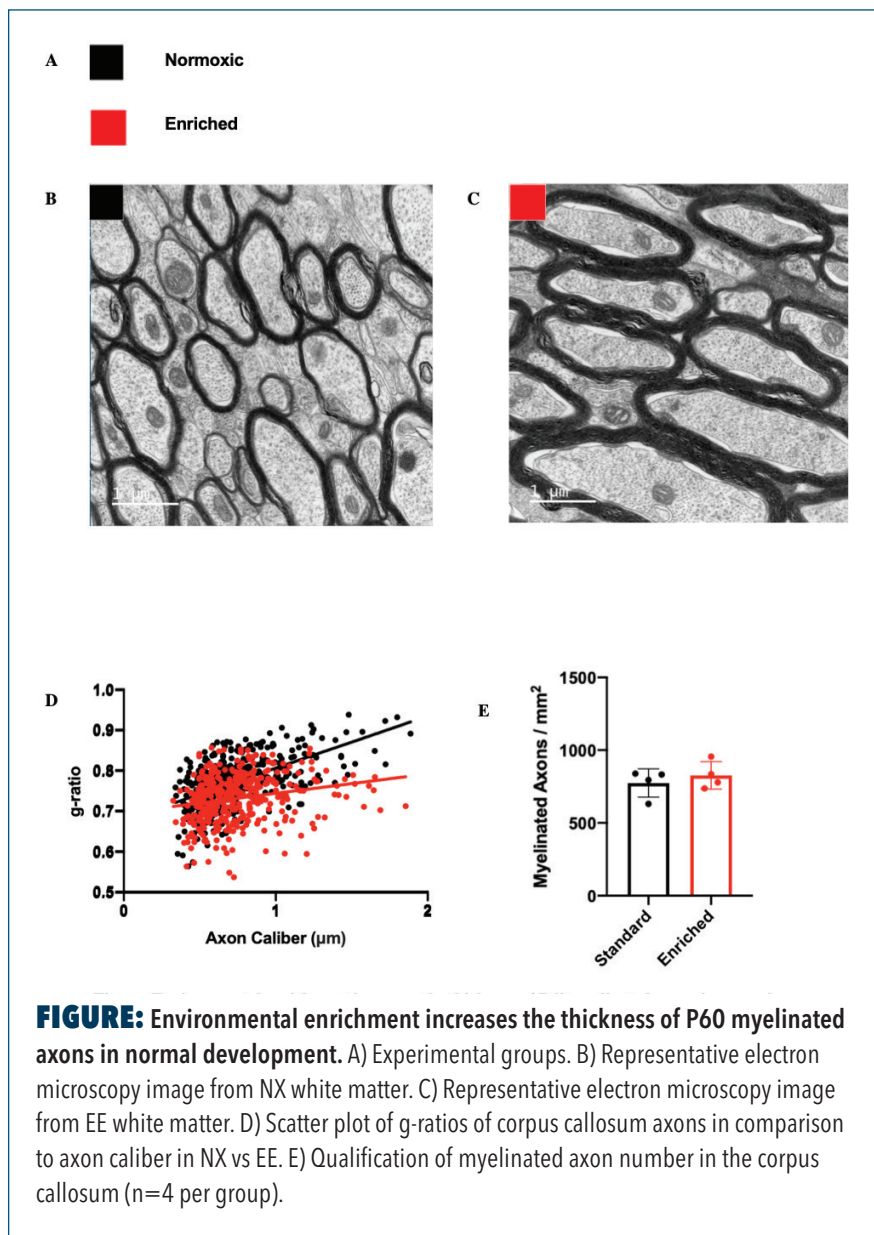 A
Normoxic
Enriched
B
C
1 μm
1 μm
D
1.0
0.9
0.8
0.7
0.6
0.5
g-ratio
0
1
2
Axon Caliber (μm)
E
1500
1000
500
0
Myelinated Axons / mm²
Standard
Enriched
FIGURE: Environmental enrichment increases the thickness of P60 myelinated
axons in normal development. A) Experimental groups. B) Representative electron
microscopy image from NX white matter. C) Representative electron microscopy image
from EE white matter. D) Scatter plot of g-ratios of corpus callosum axons in comparison
to axon caliber in NX vs EE. E) Qualification of myelinated axon number in the corpus
callosum (n=4 per group).